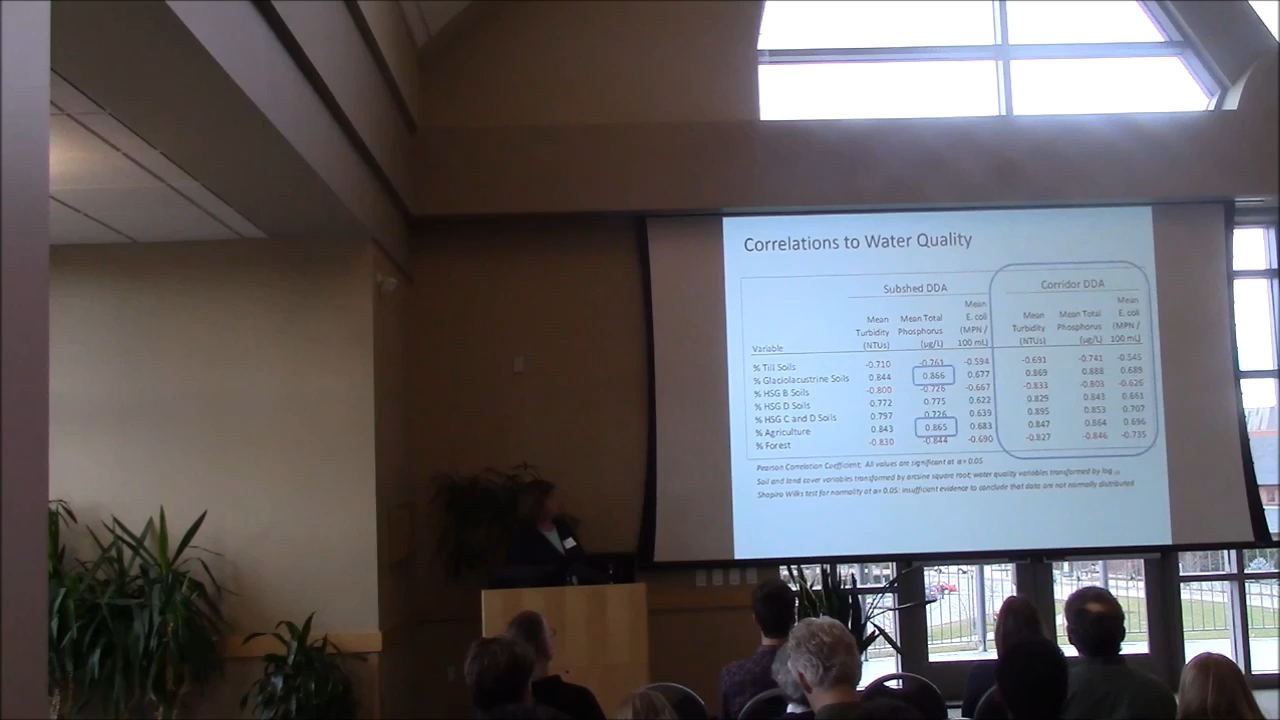 Correlations to Water Quality
Subshed DDA Corridor DDA
Variable Mean Turbidity (NTUs) Mean Total Phosphorus (µg/L) Mean E. coli (MPN / 100 mL) Mean Turbidity (NTUs) Mean Total Phosphorus (µg/L) Mean E. coli (MPN / 100 mL)
% Till Soils -0.710 -0.761 -0.594 -0.691 -0.741 -0.545
% Glaciolacustrine Soils 0.844 0.866 0.677 0.869 0.888 0.689
% HSG B Soils -0.800 -0.726 -0.667 -0.833 -0.803 -0.626
% HSG D Soils 0.772 0.775 0.622 0.829 0.843 0.661
% HSG C and D Soils 0.797 0.726 0.639 0.895 0.853 0.707
% Agriculture 0.843 0.865 0.683 0.847 0.864 0.696
% Forest -0.830 -0.844 -0.690 -0.827 -0.846 -0.735
Pearson Correlation Coefficient; All values are significant at α = 0.05
Soil and land cover variables transformed by arcsine square root; water quality variables transformed by log₁₀
Shapiro Wilks test for normality at α = 0.05: insufficient evidence to conclude that data are not normally distributed